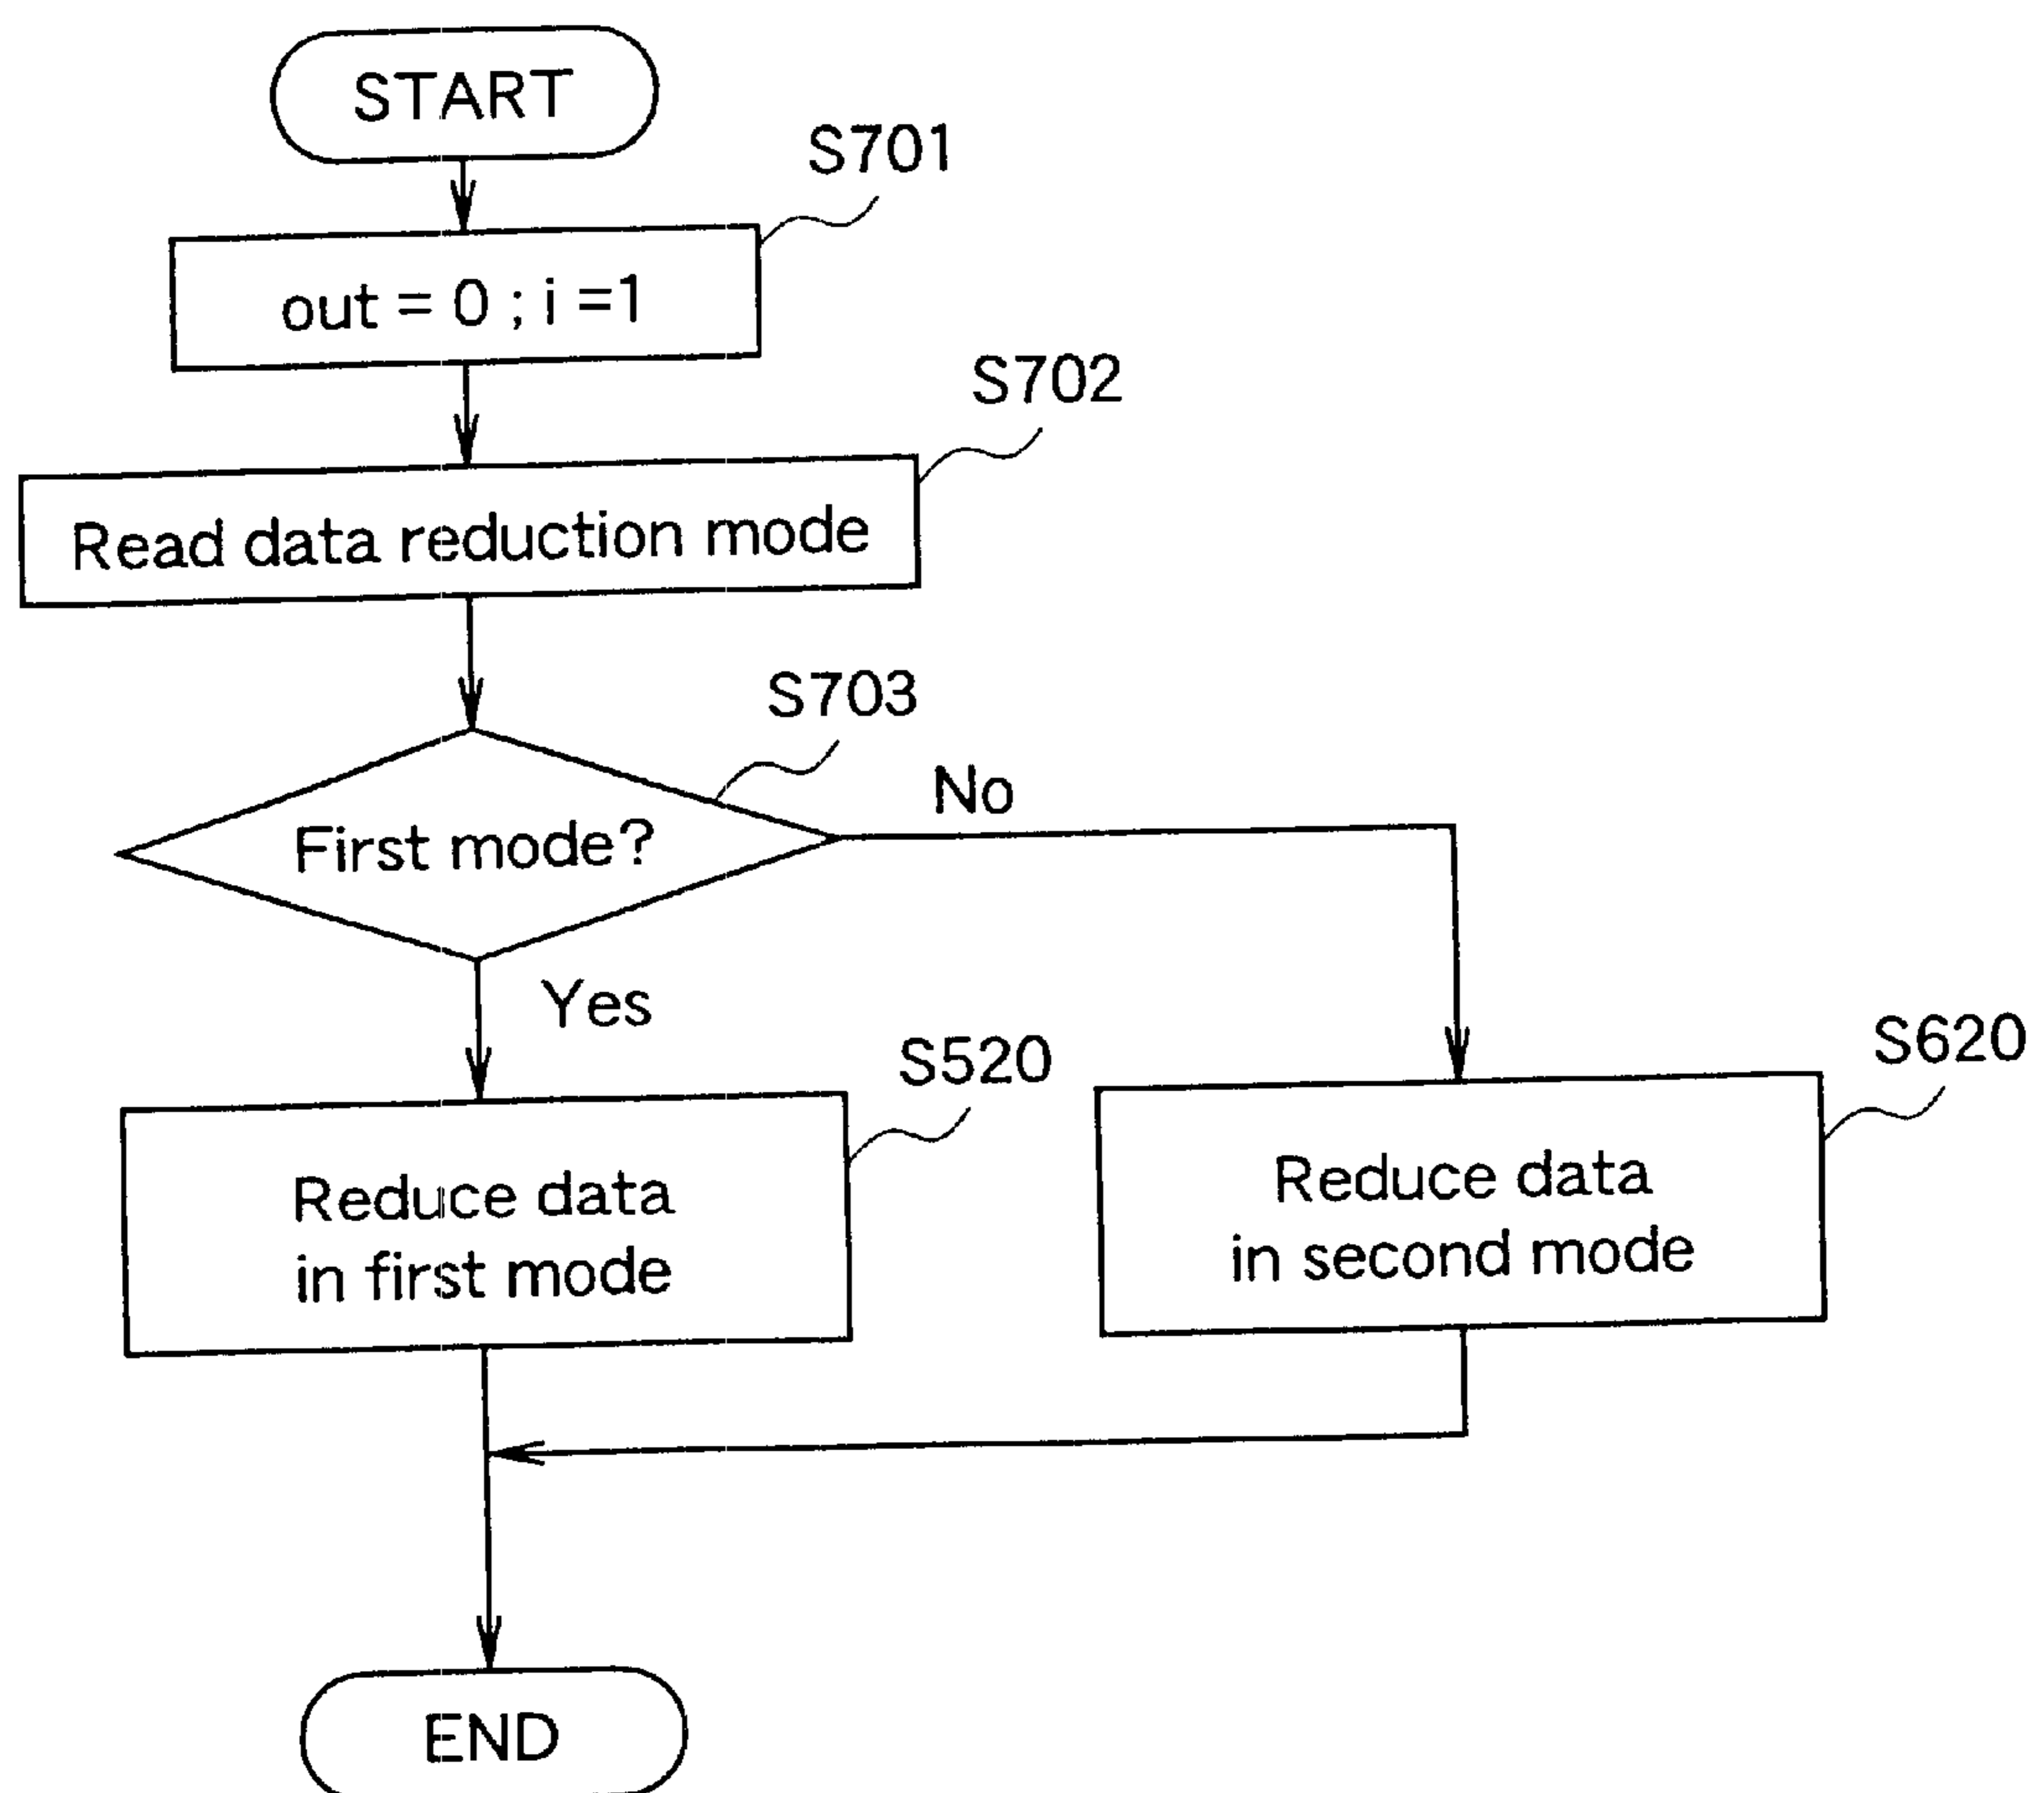 START
S701
out = 0 ; i =1
S702
Read data reduction mode
S703
No
First mode?
Yes
S520
S620
Reduce data
in first mode
Reduce data
in second mode
END